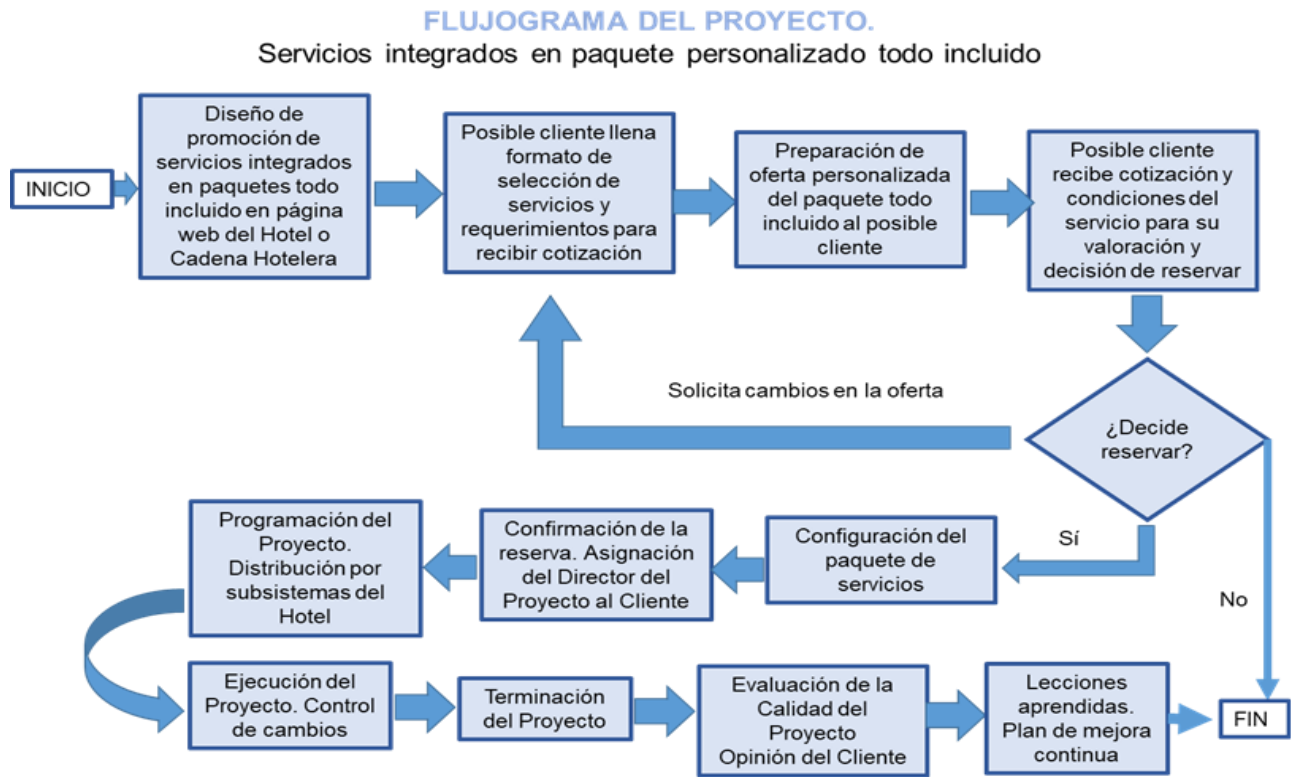 FLUJOGRAMA DEL PROYECTO.
Servicios integrados en paquete personalizado todo incluido
INICIO
Diseño de
promoción de
servicios integrados
en paquetes todo
incluido en página
web del Hotel o
Cadena Hotelera
Posible cliente llena
formato de
selección de
servicios y
requerimientos para
recibir cotización
Preparación de
oferta personalizada
del paquete todo
incluido al posible
cliente
Posible cliente
recibe cotización y
condiciones del
servicio para su
valoración y
decisión de reservar
Solicita cambios en la oferta
¿Decide
reservar?
Sí
No
Configuración del
paquete de
servicios
Confirmación de la
reserva. Asignación
del Director del
Proyecto al Cliente
Programación del
Proyecto.
Distribución por
subsistemas del
Hotel
Ejecución del
Proyecto. Control
de cambios
Terminación
del Proyecto
Evaluación de la
Calidad del
Proyecto
Opinión del Cliente
Lecciones
aprendidas.
Plan de mejora
continua
FIN